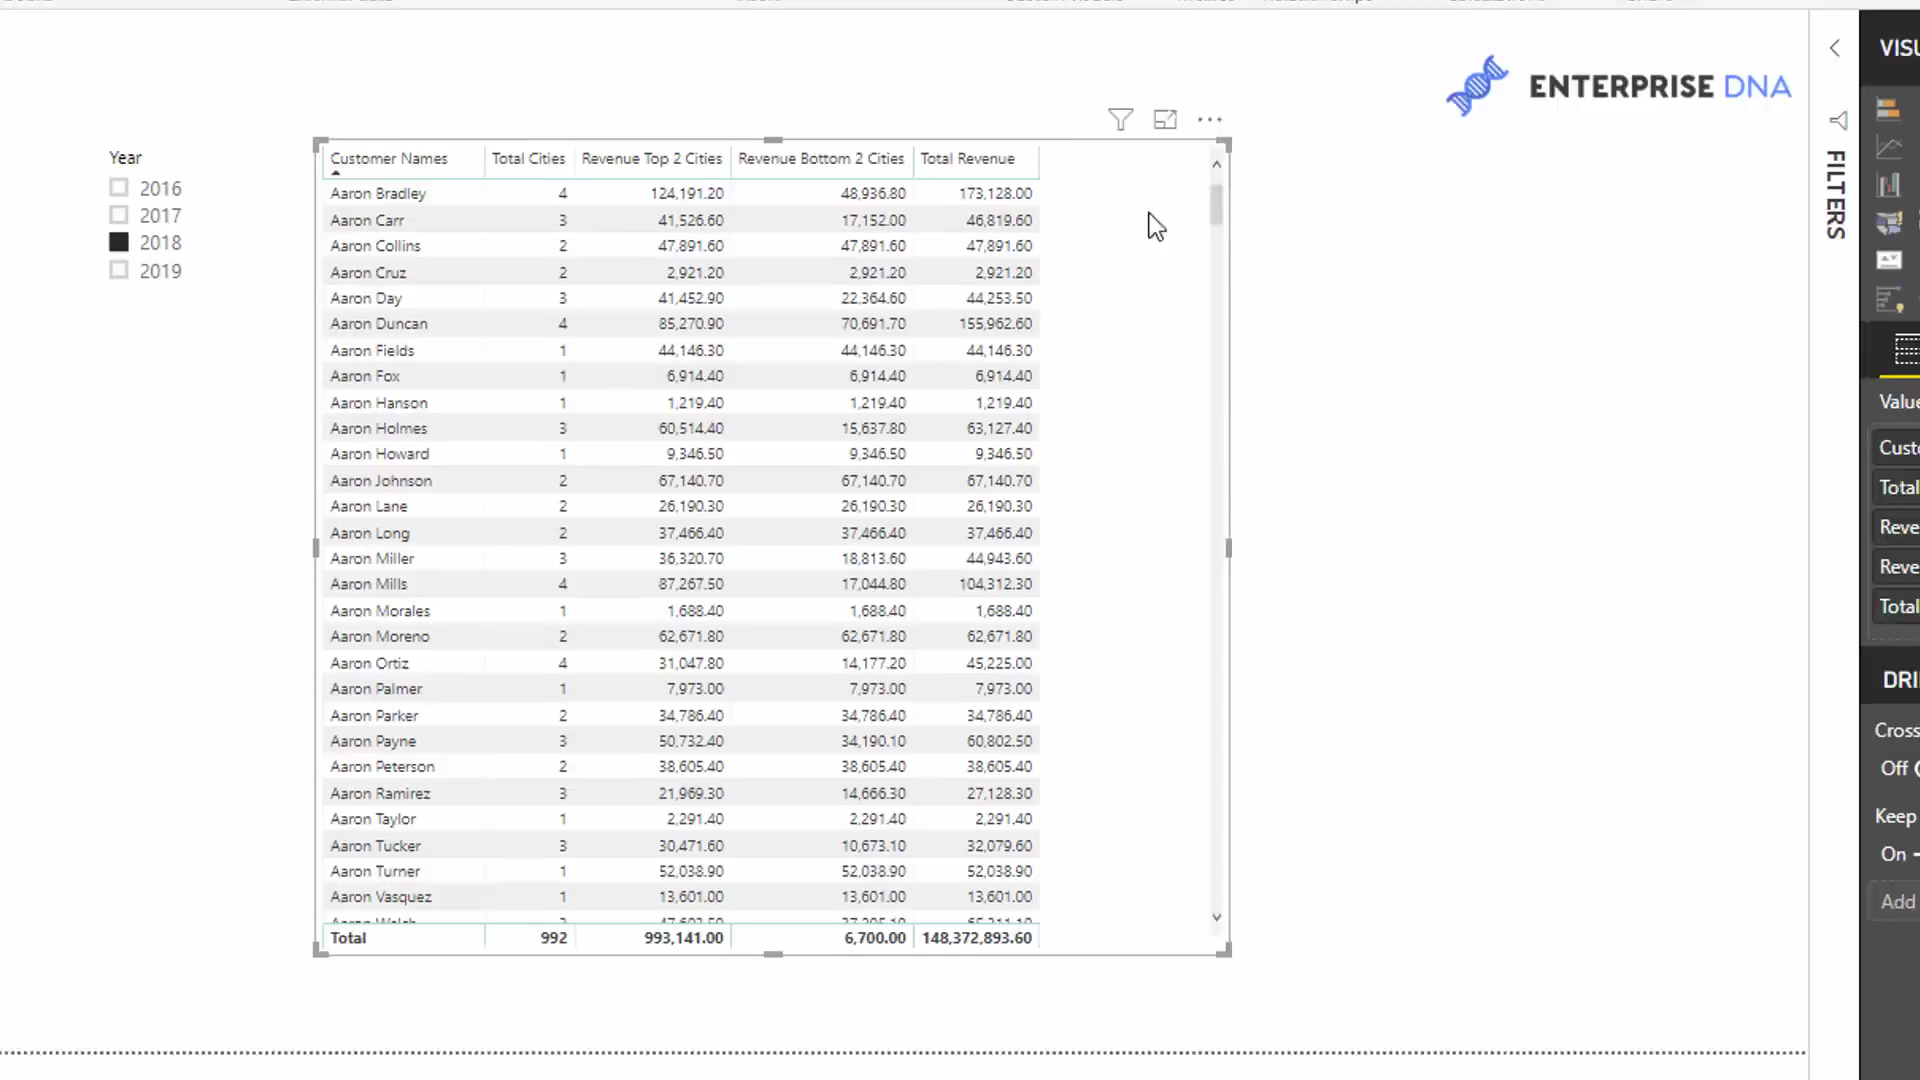 ENTERPRISE DNA
Year
2016
2017
2018
2019
Customer Names Total Cities Revenue Top 2 Cities Revenue Bottom 2 Cities Total Revenue
Aaron Bradley 4 124,191.20 48,936.80 173,128.00
Aaron Carr 3 41,526.60 17,152.00 46,819.60
Aaron Collins 2 47,891.60 47,891.60 47,891.60
Aaron Cruz 2 2,921.20 2,921.20 2,921.20
Aaron Day 3 41,452.90 22,364.60 44,253.50
Aaron Duncan 4 85,270.90 70,691.70 155,962.60
Aaron Fields 1 44,146.30 44,146.30 44,146.30
Aaron Fox 1 6,914.40 6,914.40 6,914.40
Aaron Hanson 1 1,219.40 1,219.40 1,219.40
Aaron Holmes 3 60,514.40 15,637.80 63,127.40
Aaron Howard 1 9,346.50 9,346.50 9,346.50
Aaron Johnson 2 67,140.70 67,140.70 67,140.70
Aaron Lane 2 26,190.30 26,190.30 26,190.30
Aaron Long 2 37,466.40 37,466.40 37,466.40
Aaron Miller 3 36,320.70 18,813.60 44,943.60
Aaron Mills 4 87,267.50 17,044.80 104,312.30
Aaron Morales 1 1,688.40 1,688.40 1,688.40
Aaron Moreno 2 62,671.80 62,671.80 62,671.80
Aaron Ortiz 4 31,047.80 14,177.20 45,225.00
Aaron Palmer 1 7,973.00 7,973.00 7,973.00
Aaron Parker 2 34,786.40 34,786.40 34,786.40
Aaron Payne 3 50,732.40 34,190.10 60,802.50
Aaron Peterson 2 38,605.40 38,605.40 38,605.40
Aaron Ramirez 3 21,969.30 14,666.30 27,128.30
Aaron Taylor 1 2,291.40 2,291.40 2,291.40
Aaron Tucker 3 30,471.60 10,673.10 32,079.60
Aaron Turner 1 52,038.90 52,038.90 52,038.90
Aaron Vasquez 1 13,601.00 13,601.00 13,601.00
Total 992 993,141.00 6,700.00 148,372,893.60
FILTERS
VISU
Value
Custo
Total
Reve
Reve
Total
DRI
Cross
Off
Keep
On
Add